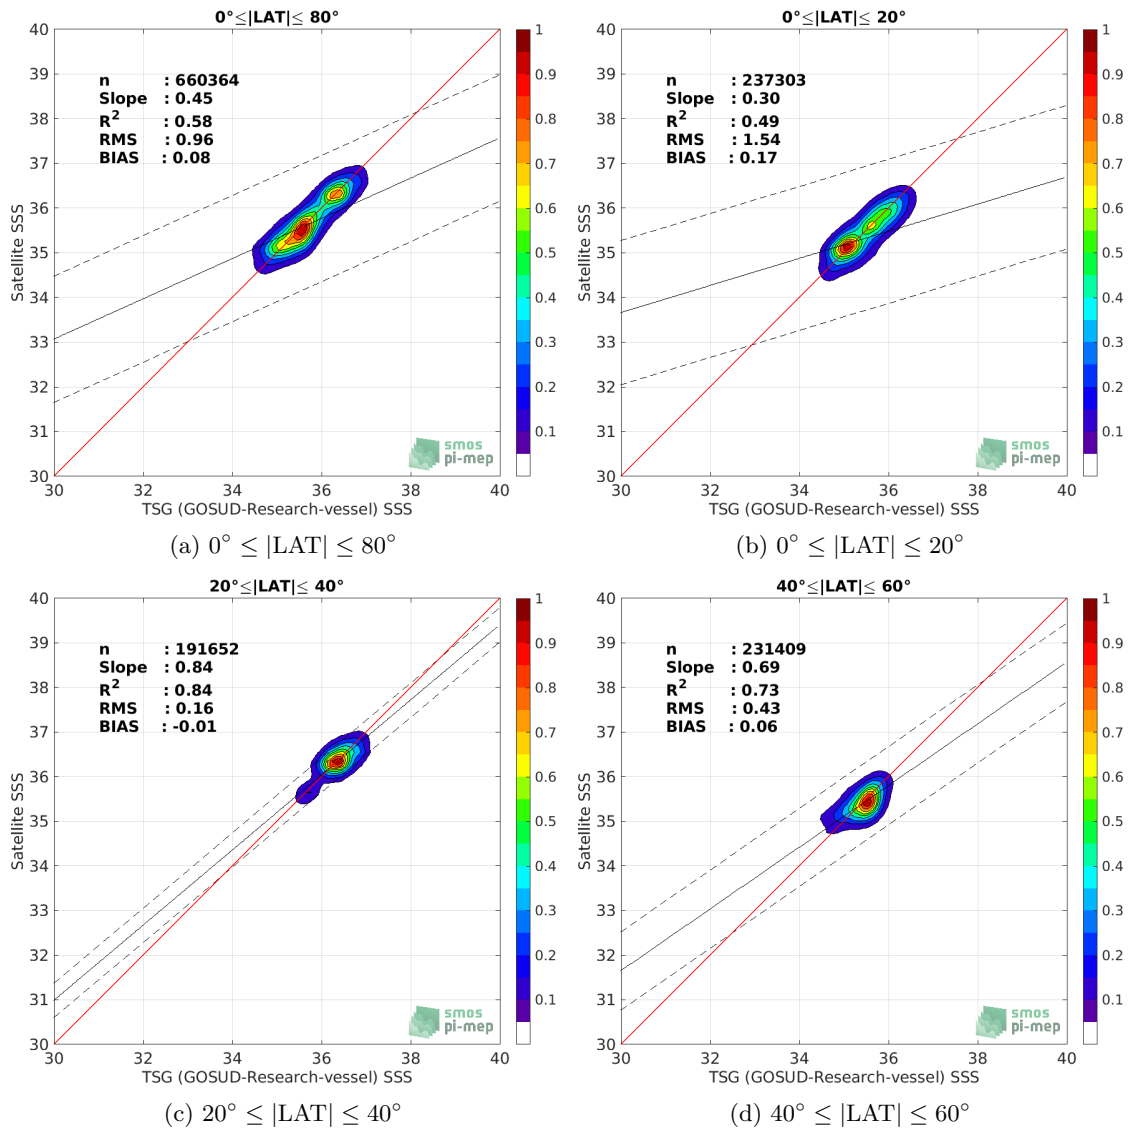 0°≤|LAT|≤ 80°
n : 660364
Slope : 0.45
R2 : 0.58
RMS : 0.96
BIAS : 0.08
Satellite SSS
40
39
38
37
36
35
34
33
32
31
30
30 32 34 36 38 40
TSG (GOSUD-Research-vessel) SSS
1
0.9
0.8
0.7
0.6
0.5
0.4
0.3
0.2
0.1
smos
pi-mep
(a) 0° ≤ |LAT| ≤ 80°
0°≤|LAT|≤ 20°
n : 237303
Slope : 0.30
R2 : 0.49
RMS : 1.54
BIAS : 0.17
Satellite SSS
40
39
38
37
36
35
34
33
32
31
30
30 32 34 36 38 40
TSG (GOSUD-Research-vessel) SSS
1
0.9
0.8
0.7
0.6
0.5
0.4
0.3
0.2
0.1
smos
pi-mep
(b) 0° ≤ |LAT| ≤ 20°
20°≤|LAT|≤ 40°
n : 191652
Slope : 0.84
R2 : 0.84
RMS : 0.16
BIAS : -0.01
Satellite SSS
40
39
38
37
36
35
34
33
32
31
30
30 32 34 36 38 40
TSG (GOSUD-Research-vessel) SSS
1
0.9
0.8
0.7
0.6
0.5
0.4
0.3
0.2
0.1
smos
pi-mep
(c) 20° ≤ |LAT| ≤ 40°
40°≤|LAT|≤ 60°
n : 231409
Slope : 0.69
R2 : 0.73
RMS : 0.43
BIAS : 0.06
Satellite SSS
40
39
38
37
36
35
34
33
32
31
30
30 32 34 36 38 40
TSG (GOSUD-Research-vessel) SSS
1
0.9
0.8
0.7
0.6
0.5
0.4
0.3
0.2
0.1
smos
pi-mep
(d) 40° ≤ |LAT| ≤ 60°